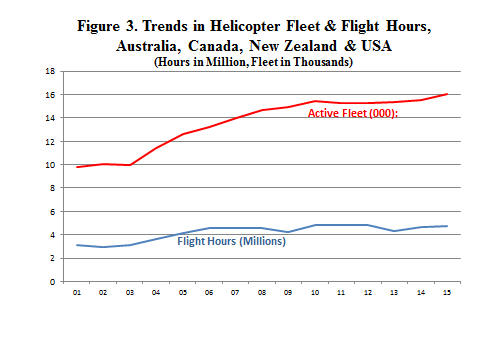 Figure 3. Trends in Helicopter Fleet & Flight Hours,
Australia, Canada, New Zealand & USA
(Hours in Million, Fleet in Thousands)
18
16
14
12
10
8
6
4
2
0
Active Fleet (000):
Flight Hours (Millions)
01 02 03 04 05 06 07 08 09 10 11 12 13 14 15